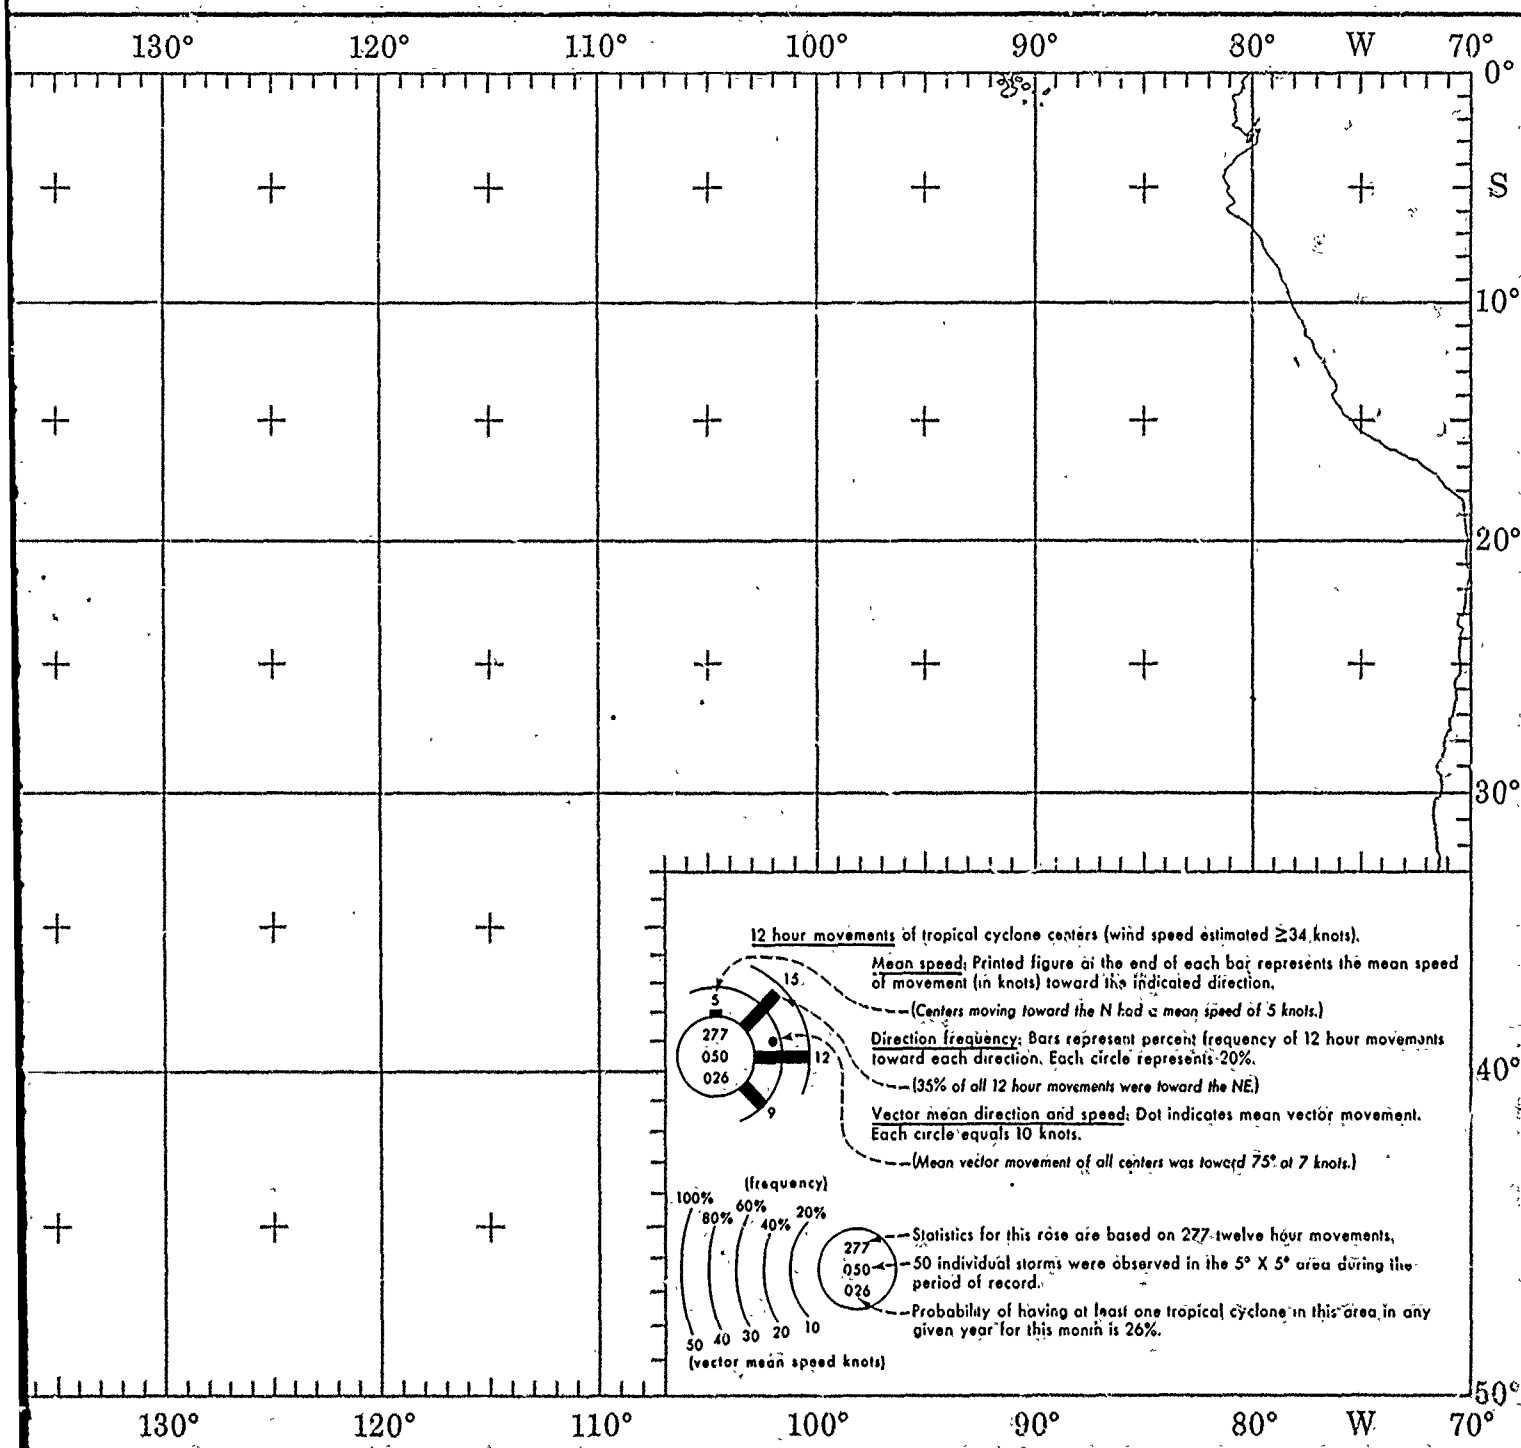 130° 120° 110° 100° 90° 80° W 70°
0°
S
10°
20°
30°
40°
50°
12 hour movements of tropical cyclone centers (wind speed estimated ≥34 knots).
Mean speed: Printed figure at the end of each bar represents the mean speed
of movement (in knots) toward the indicated direction.
(Centers moving toward the N had a mean speed of 5 knots.)
Direction frequency: Bars represent percent frequency of 12 hour movements
toward each direction. Each circle represents 20%.
(35% of all 12 hour movements were toward the NE.)
Vector mean direction and speed: Dot indicates mean vector movement.
Each circle equals 10 knots.
(Mean vector movement of all centers was toward 75° at 7 knots.)
5
15
12
9
277
050
026
(frequency)
100% 80% 60% 40% 20%
50 40 30 20 10
(vector mean speed knots)
277
050
026
Statistics for this rose are based on 277 twelve hour movements.
50 individual storms were observed in the 5° X 5° area during the
period of record.
Probability of having at least one tropical cyclone in this area in any
given year for this month is 26%.
130° 120° 110° 100° 90° 80° W 70°